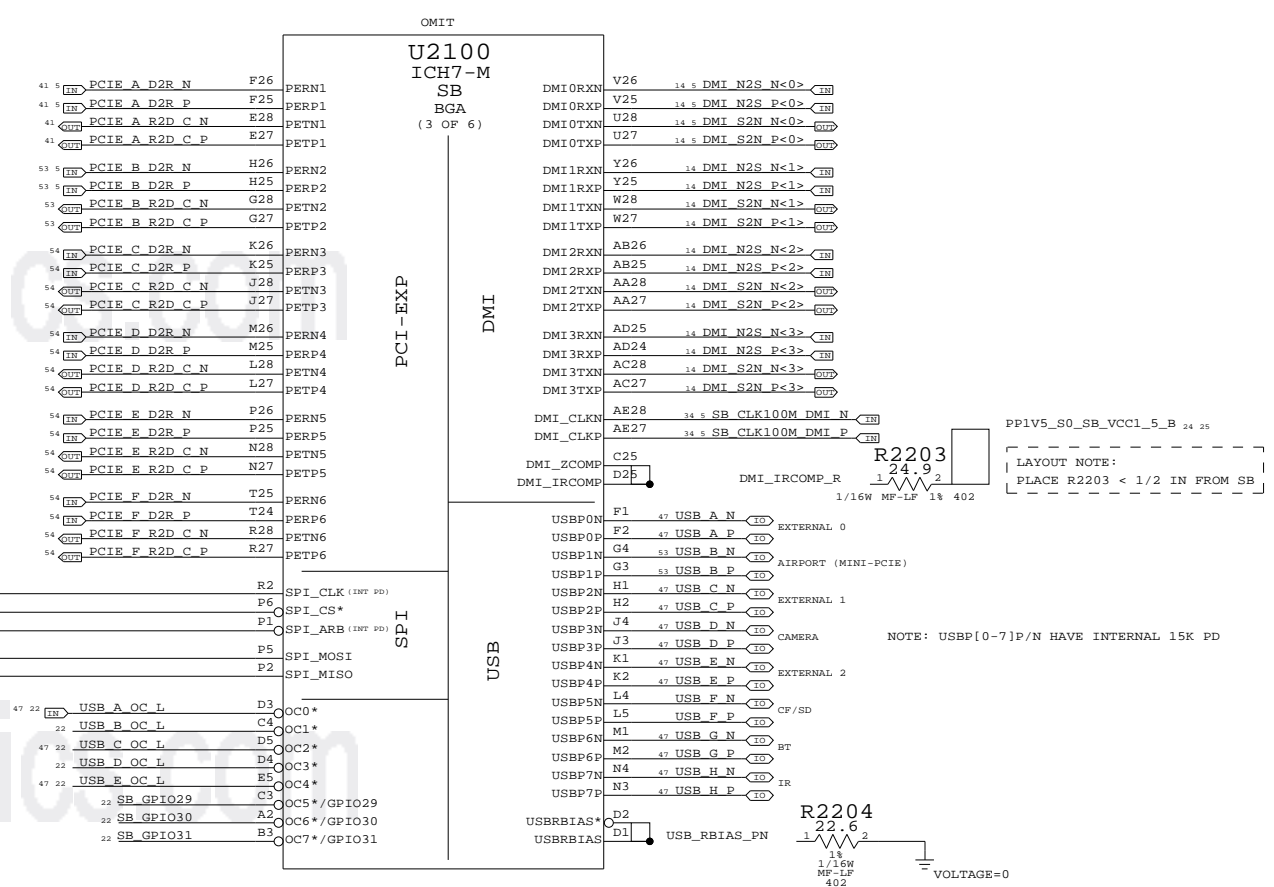 OMIT
U2100
ICH7-M
SB
BGA
(3 OF 6)
41 5 IN PCIE_A_D2R_N F26 PERN1
41 5 IN PCIE_A_D2R_P F25 PERP1
41 OUT PCIE_A_R2D_C_N E28 PETN1
41 OUT PCIE_A_R2D_C_P E27 PETP1
53 5 IN PCIE_B_D2R_N H26 PERN2
53 5 IN PCIE_B_D2R_P H25 PERP2
53 OUT PCIE_B_R2D_C_N G28 PETN2
53 OUT PCIE_B_R2D_C_P G27 PETP2
54 IN PCIE_C_D2R_N K26 PERN3
54 IN PCIE_C_D2R_P K25 PERP3
54 OUT PCIE_C_R2D_C_N J28 PETN3
54 OUT PCIE_C_R2D_C_P J27 PETP3
54 IN PCIE_D_D2R_N M26 PERN4
54 IN PCIE_D_D2R_P M25 PERP4
54 OUT PCIE_D_R2D_C_N L28 PETN4
54 OUT PCIE_D_R2D_C_P L27 PETP4
54 IN PCIE_E_D2R_N P26 PERN5
54 IN PCIE_E_D2R_P P25 PERP5
54 OUT PCIE_E_R2D_C_N N28 PETN5
54 OUT PCIE_E_R2D_C_P N27 PETP5
54 IN PCIE_F_D2R_N T25 PERN6
54 IN PCIE_F_D2R_P T24 PERP6
54 OUT PCIE_F_R2D_C_N R28 PETN6
54 OUT PCIE_F_R2D_C_P R27 PETP6
PCI-EXP
R2 SPI_CLK (INT PD)
P6 SPI_CS*
P1 SPI_ARB (INT PD)
P5 SPI_MOSI
P2 SPI_MISO
SPI
47 22 IN USB_A_OC_L D3 OC0*
22 USB_B_OC_L C4 OC1*
47 22 USB_C_OC_L D5 OC2*
22 USB_D_OC_L D4 OC3*
47 22 USB_E_OC_L E5 OC4*
22 SB_GPIO29 C3 OC5*/GPIO29
22 SB_GPIO30 A2 OC6*/GPIO30
22 SB_GPIO31 B3 OC7*/GPIO31
DMI
DMI0RXN V26 14 5 DMI_N2S_N<0> IN
DMI0RXP V25 14 5 DMI_N2S_P<0> IN
DMI0TXN U28 14 5 DMI_S2N_N<0> OUT
DMI0TXP U27 14 5 DMI_S2N_P<0> OUT
DMI1RXN Y26 14 DMI_N2S_N<1> IN
DMI1RXP Y25 14 DMI_N2S_P<1> IN
DMI1TXN W28 14 DMI_S2N_N<1> OUT
DMI1TXP W27 14 DMI_S2N_P<1> OUT
DMI2RXN AB26 14 DMI_N2S_N<2> IN
DMI2RXP AB25 14 DMI_N2S_P<2> IN
DMI2TXN AA28 14 DMI_S2N_N<2> OUT
DMI2TXP AA27 14 DMI_S2N_P<2> OUT
DMI3RXN AD25 14 DMI_N2S_N<3> IN
DMI3RXP AD24 14 DMI_N2S_P<3> IN
DMI3TXN AC28 14 DMI_S2N_N<3> OUT
DMI3TXP AC27 14 DMI_S2N_P<3> OUT
DMI_CLKN AE28 34 5 SB_CLK100M_DMI_N IN
DMI_CLKP AE27 34 5 SB_CLK100M_DMI_P IN
DMI_ZCOMP C25
DMI_IRCOMP D25 DMI_IRCOMP_R
R2203
24.9
1 2
1/16W MF-LF 1% 402
PP1V5_S0_SB_VCC1_5_B 24 25
LAYOUT NOTE:
PLACE R2203 < 1/2 IN FROM SB
USB
USBP0N F1 47 USB_A_N IO
EXTERNAL 0
USBP0P F2 47 USB_A_P IO
USBP1N G4 53 USB_B_N IO
AIRPORT (MINI-PCIE)
USBP1P G3 53 USB_B_P IO
USBP2N H1 47 USB_C_N IO
EXTERNAL 1
USBP2P H2 47 USB_C_P IO
USBP3N J4 47 USB_D_N IO
CAMERA
USBP3P J3 47 USB_D_P IO
USBP4N K1 47 USB_E_N IO
EXTERNAL 2
USBP4P K2 47 USB_E_P IO
USBP5N L4 USB_F_N IO
CF/SD
USBP5P L5 USB_F_P IO
USBP6N M1 47 USB_G_N IO
BT
USBP6P M2 47 USB_G_P IO
USBP7N N4 47 USB_H_N IO
IR
USBP7P N3 47 USB_H_P IO
NOTE: USBP[0-7]P/N HAVE INTERNAL 15K PD
USBRBIAS* D2
USBRBIAS D1 USB_RBIAS_PN
R2204
22.6
1 2
1%
1/16W
MF-LF
402
VOLTAGE=0
cs.com
ics.com